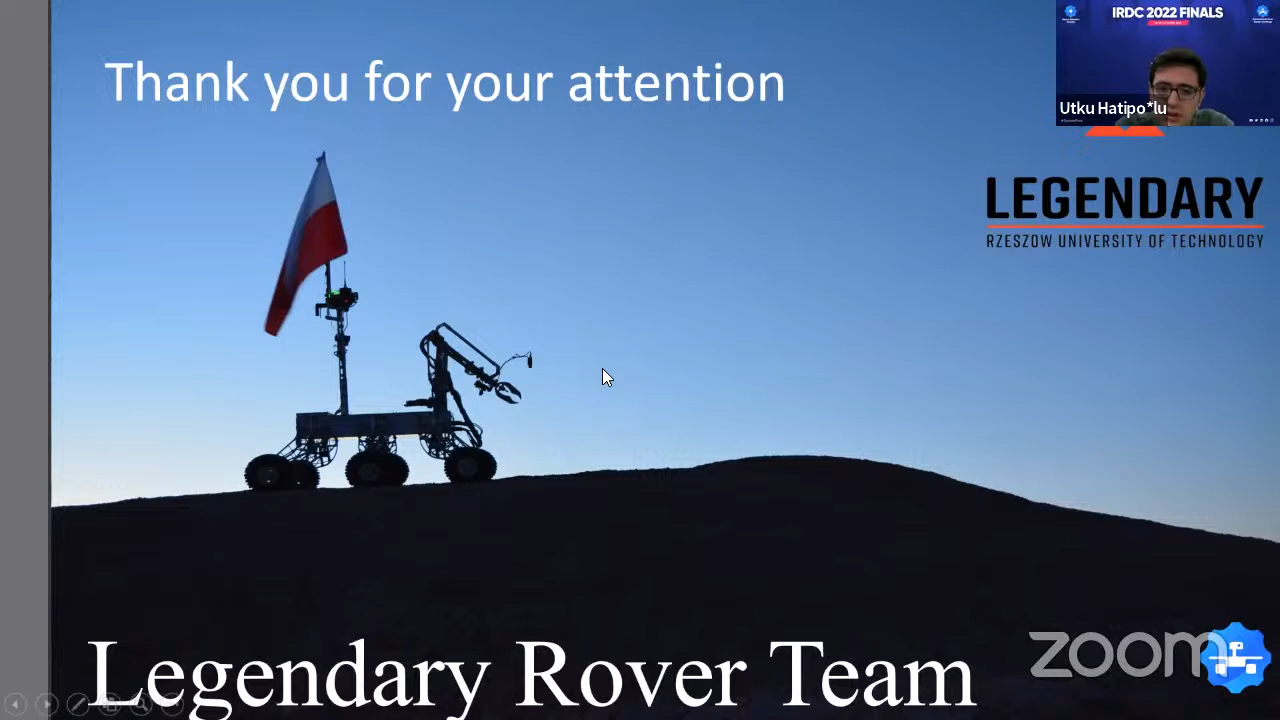 Thank you for your attention
IRDC 2022 FINALS
Utku Hatipo*lu
LEGENDARY
RZESZOW UNIVERSITY OF TECHNOLOGY
Legendary Rover Team
zoom